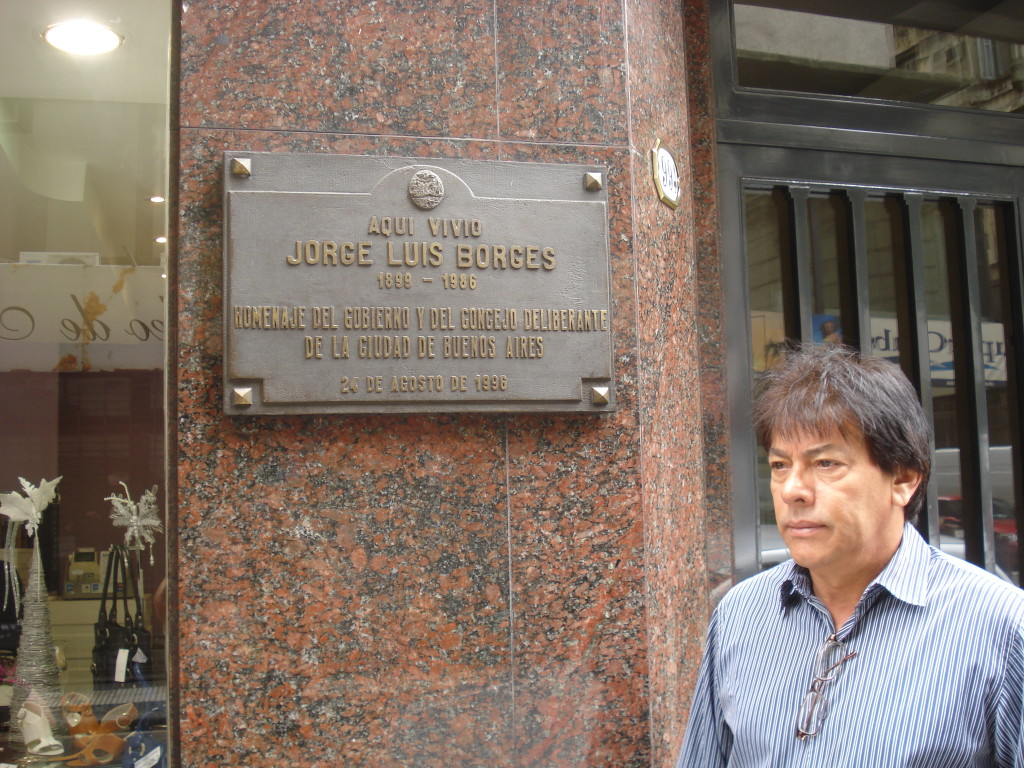 AQUI VIVIO
JORGE LUIS BORGES
1899 - 1986
HOMENAJE DEL GOBIERNO Y DEL CONCEJO DELIBERANTE
DE LA CIUDAD DE BUENOS AIRES
24 DE AGOSTO DE 1996
994